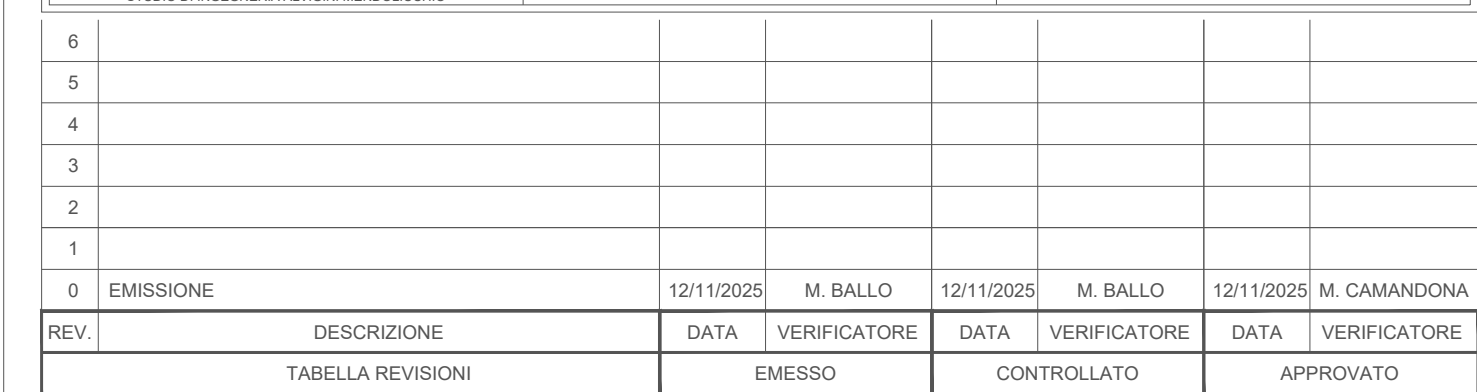 6
5
4
3
2
1
0 EMISSIONE 12/11/2025 M. BALLO 12/11/2025 M. BALLO 12/11/2025 M. CAMANDONA
REV. DESCRIZIONE DATA VERIFICATORE DATA VERIFICATORE DATA VERIFICATORE
TABELLA REVISIONI EMESSO CONTROLLATO APPROVATO